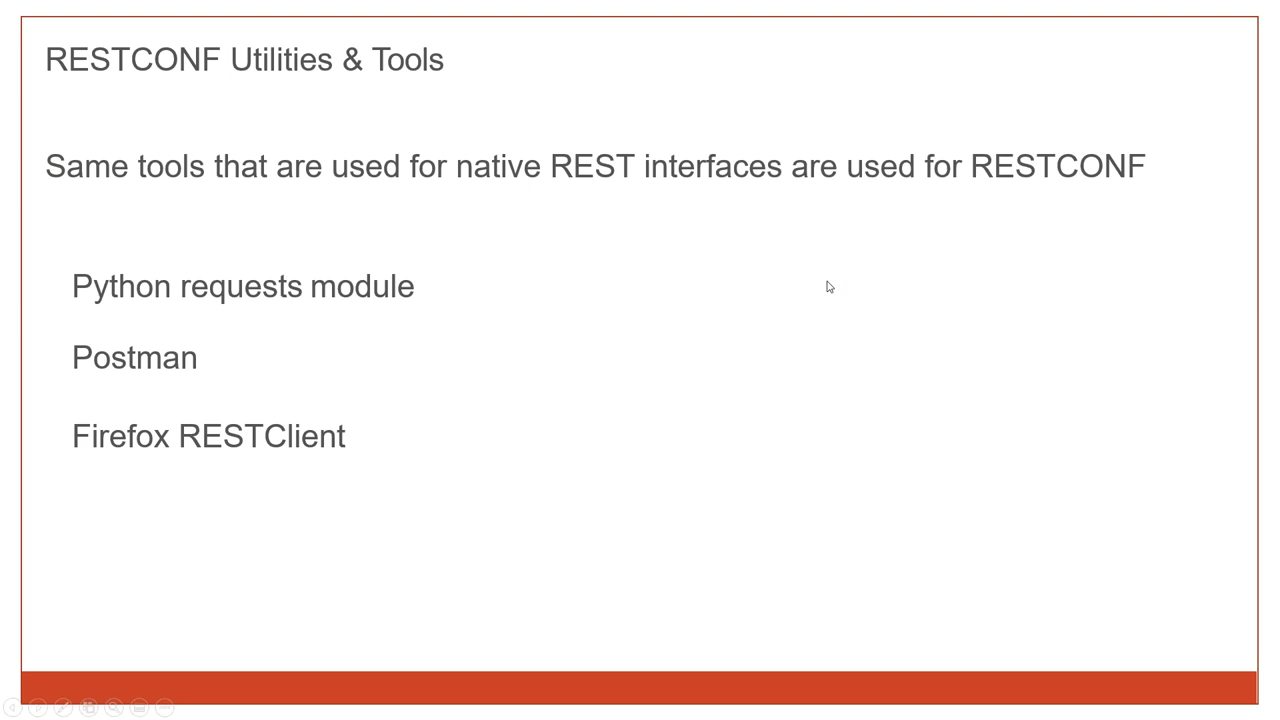 RESTCONF Utilities & Tools
Same tools that are used for native REST interfaces are used for RESTCONF
Python requests module
Postman
Firefox RESTClient